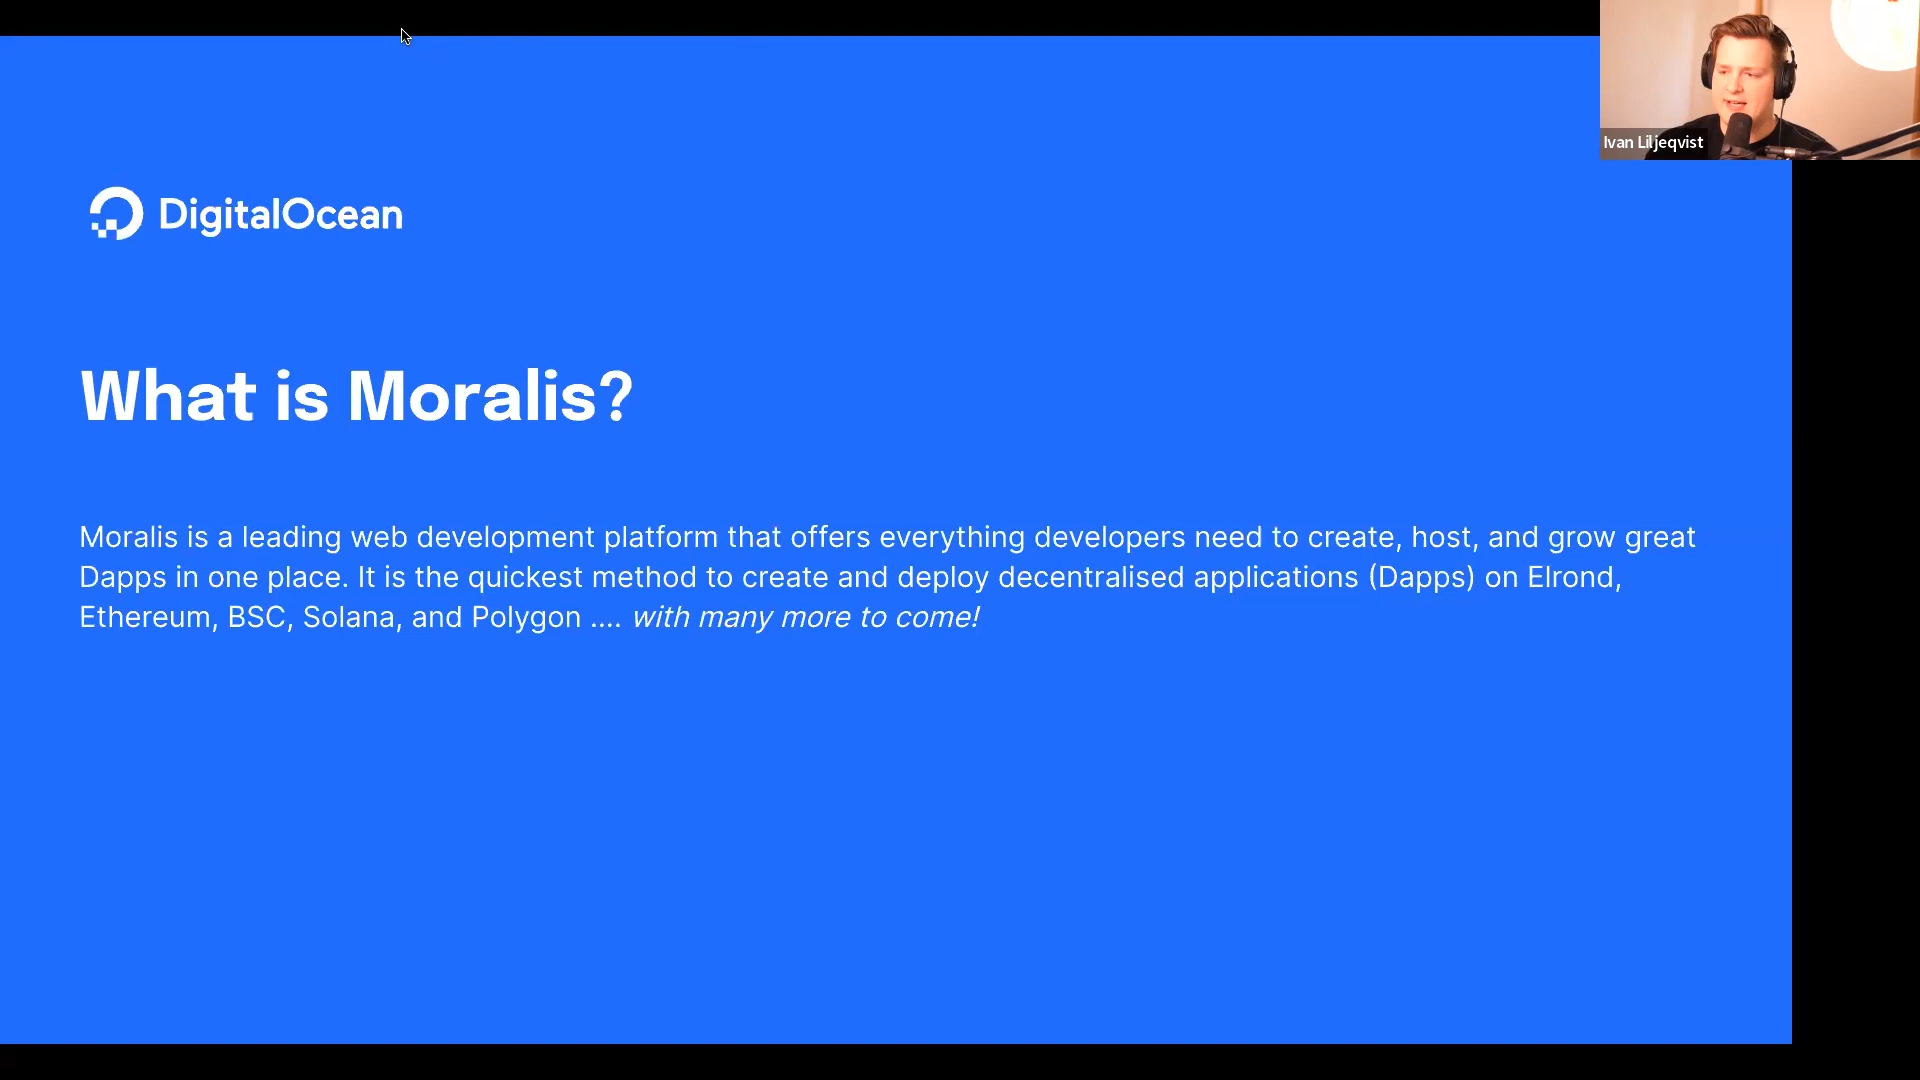 Ivan Liljeqvist
DigitalOcean
What is Moralis?
Moralis is a leading web development platform that offers everything developers need to create, host, and grow great
Dapps in one place. It is the quickest method to create and deploy decentralised applications (Dapps) on Elrond,
Ethereum, BSC, Solana, and Polygon .... with many more to come!